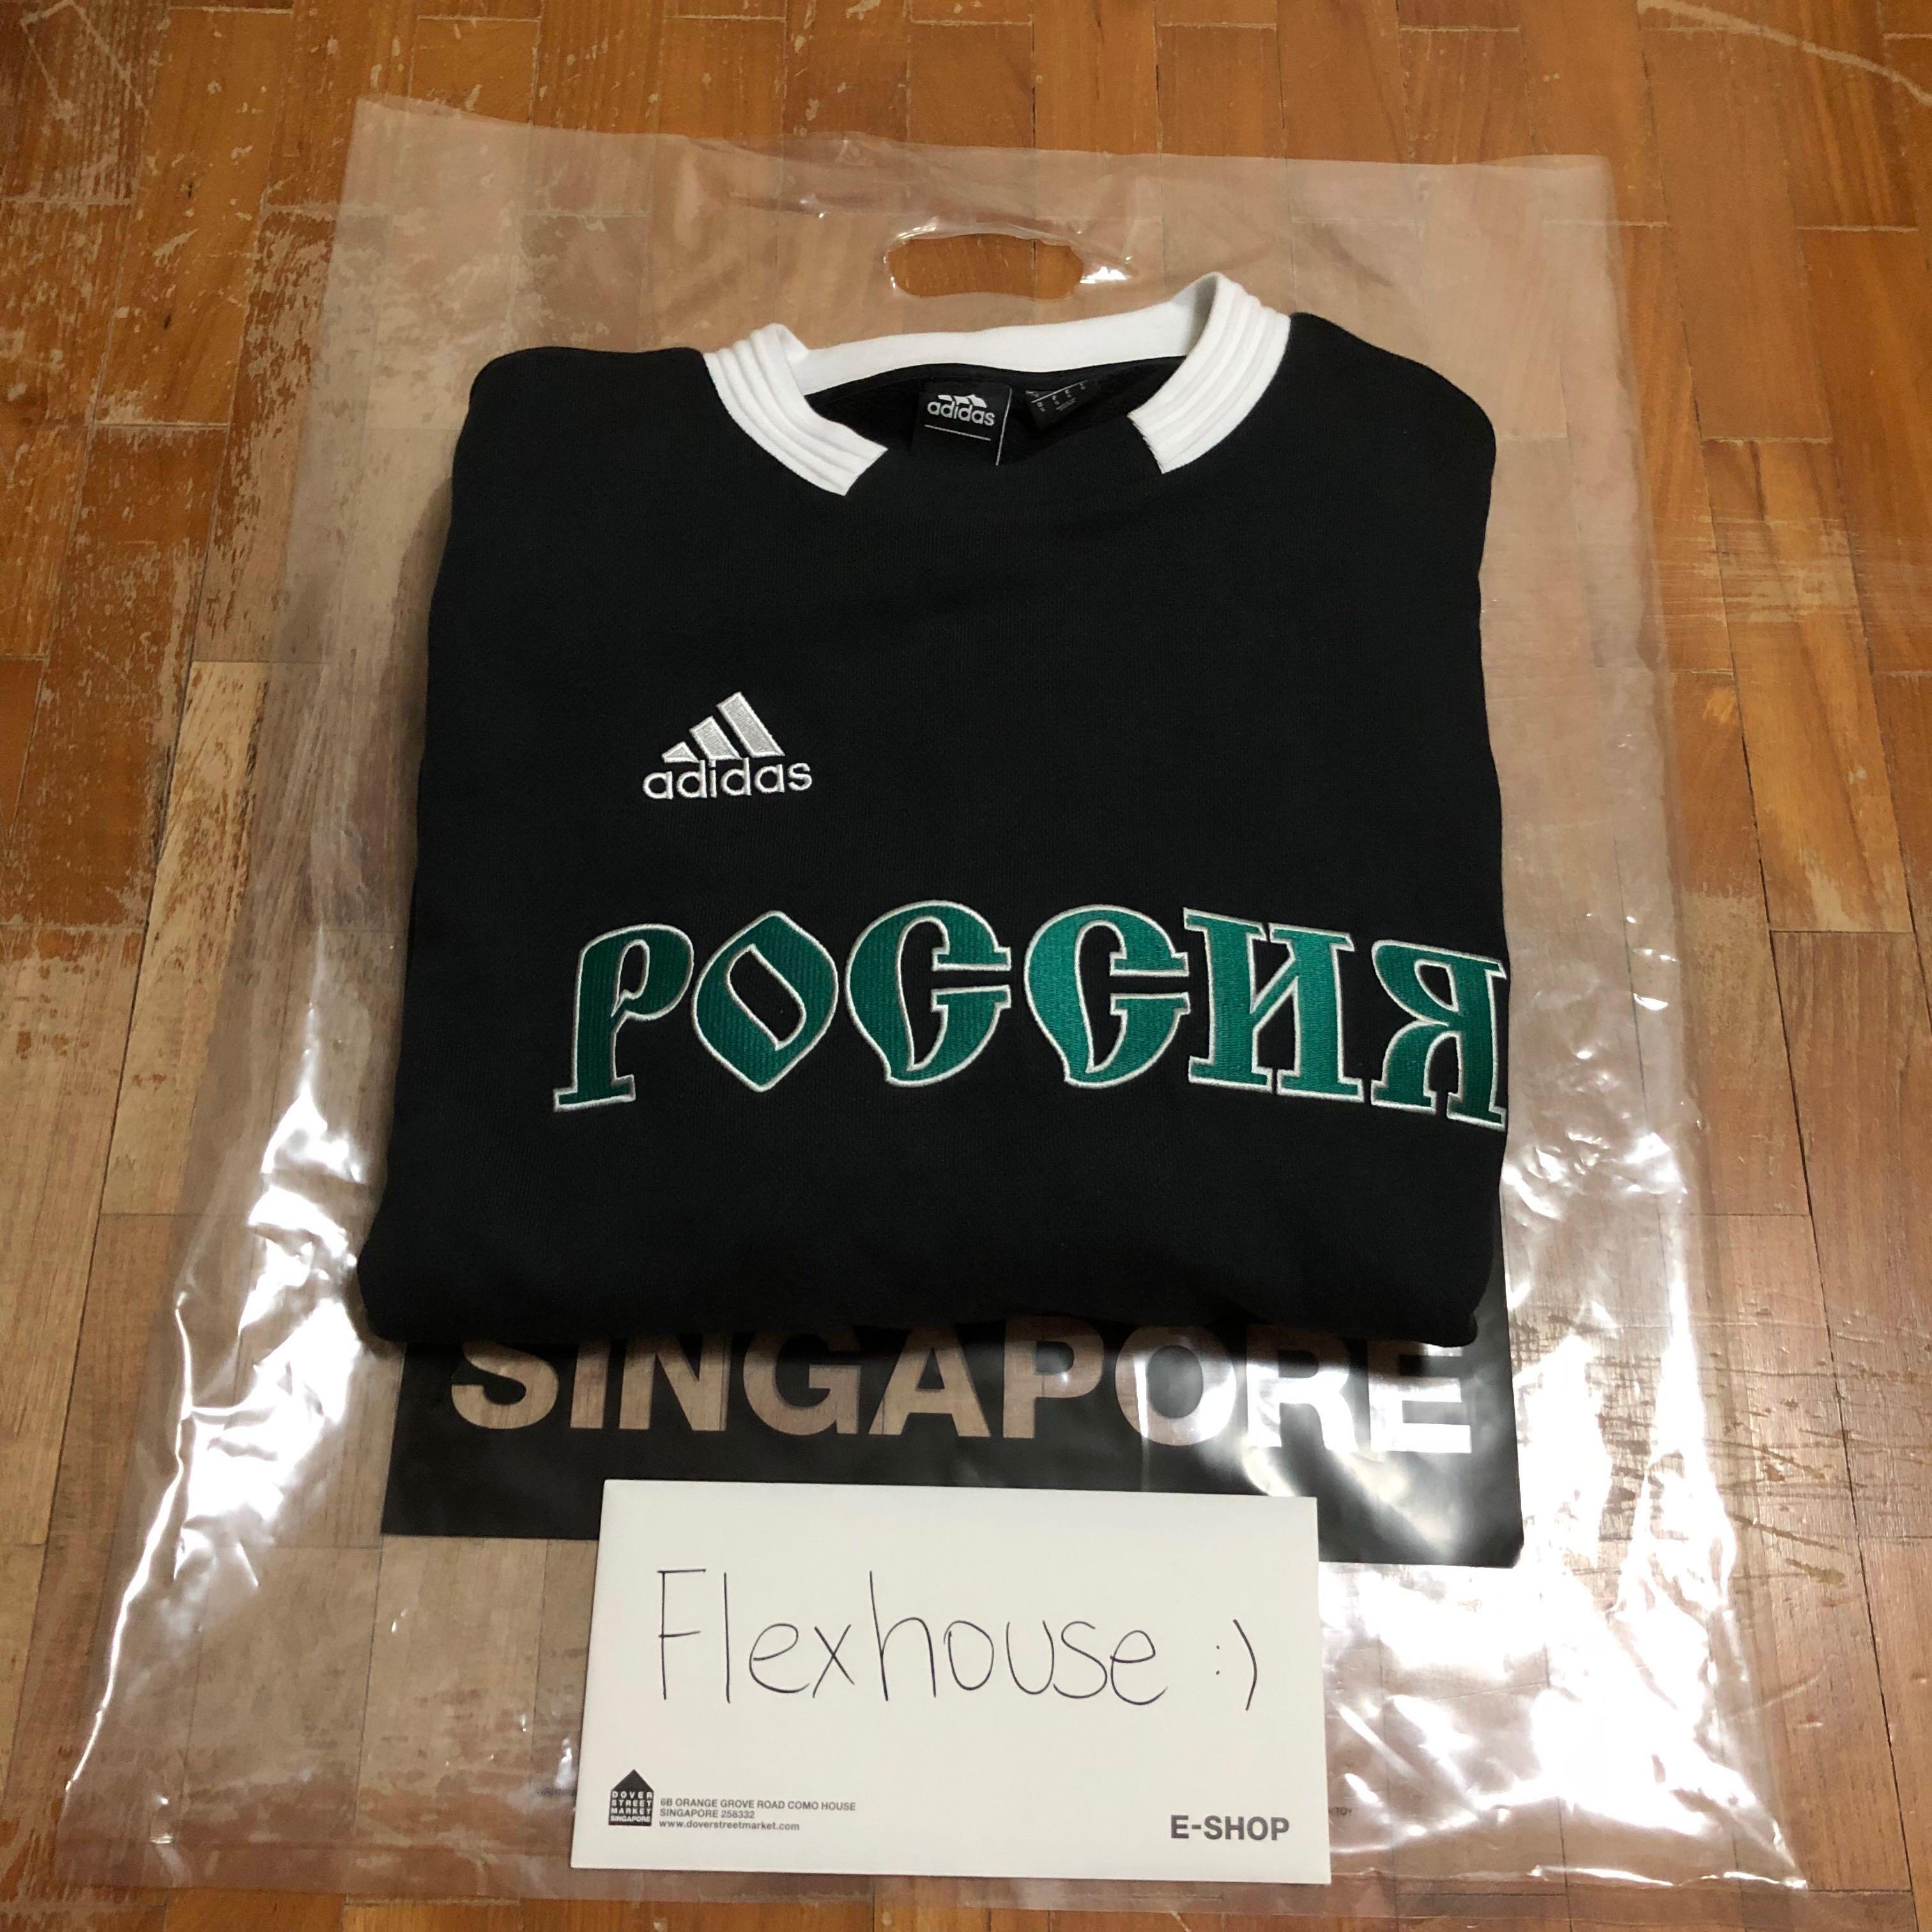 adidas
adidas
РОССИЯ
SINGAPORE
Flexhouse :)
DOVER
STREET
MARKET
SINGAPORE
6B ORANGE GROVE ROAD COMO HOUSE
SINGAPORE 258332
www.doverstreetmarket.com
E-SHOP